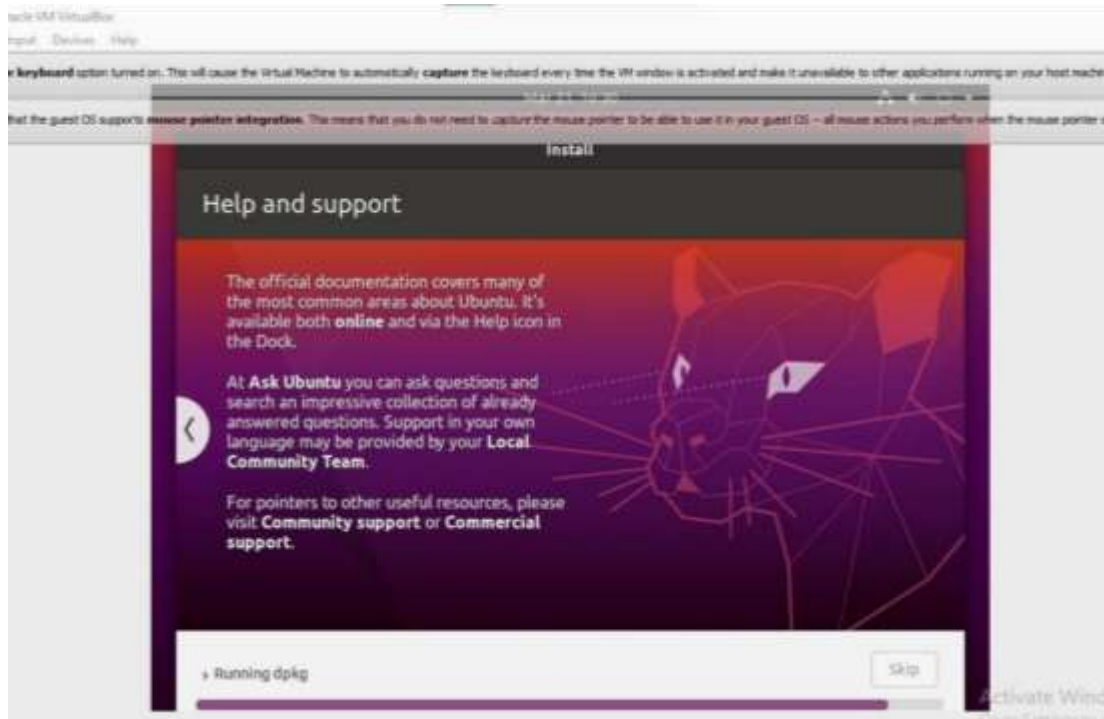 acle VM VirtualBox
nput Devices Help
e keyboard option turned on. This will cause the Virtual Machine to automatically capture the keyboard every time the VM window is activated and make it unavailable to other applications running on your host machin
that the guest OS supports mouse pointer integration. This means that you do not need to capture the mouse pointer to be able to use it in your guest OS -- all mouse actions you perform when the mouse pointer
Install
Help and support
The official documentation covers many of
the most common areas about Ubuntu. It's
available both online and via the Help icon in
the Dock.
At Ask Ubuntu you can ask questions and
search an impressive collection of already
answered questions. Support in your own
language may be provided by your Local
Community Team.
For pointers to other useful resources, please
visit Community support or Commercial
support.
Running dpkg
Skip
Activate Wind